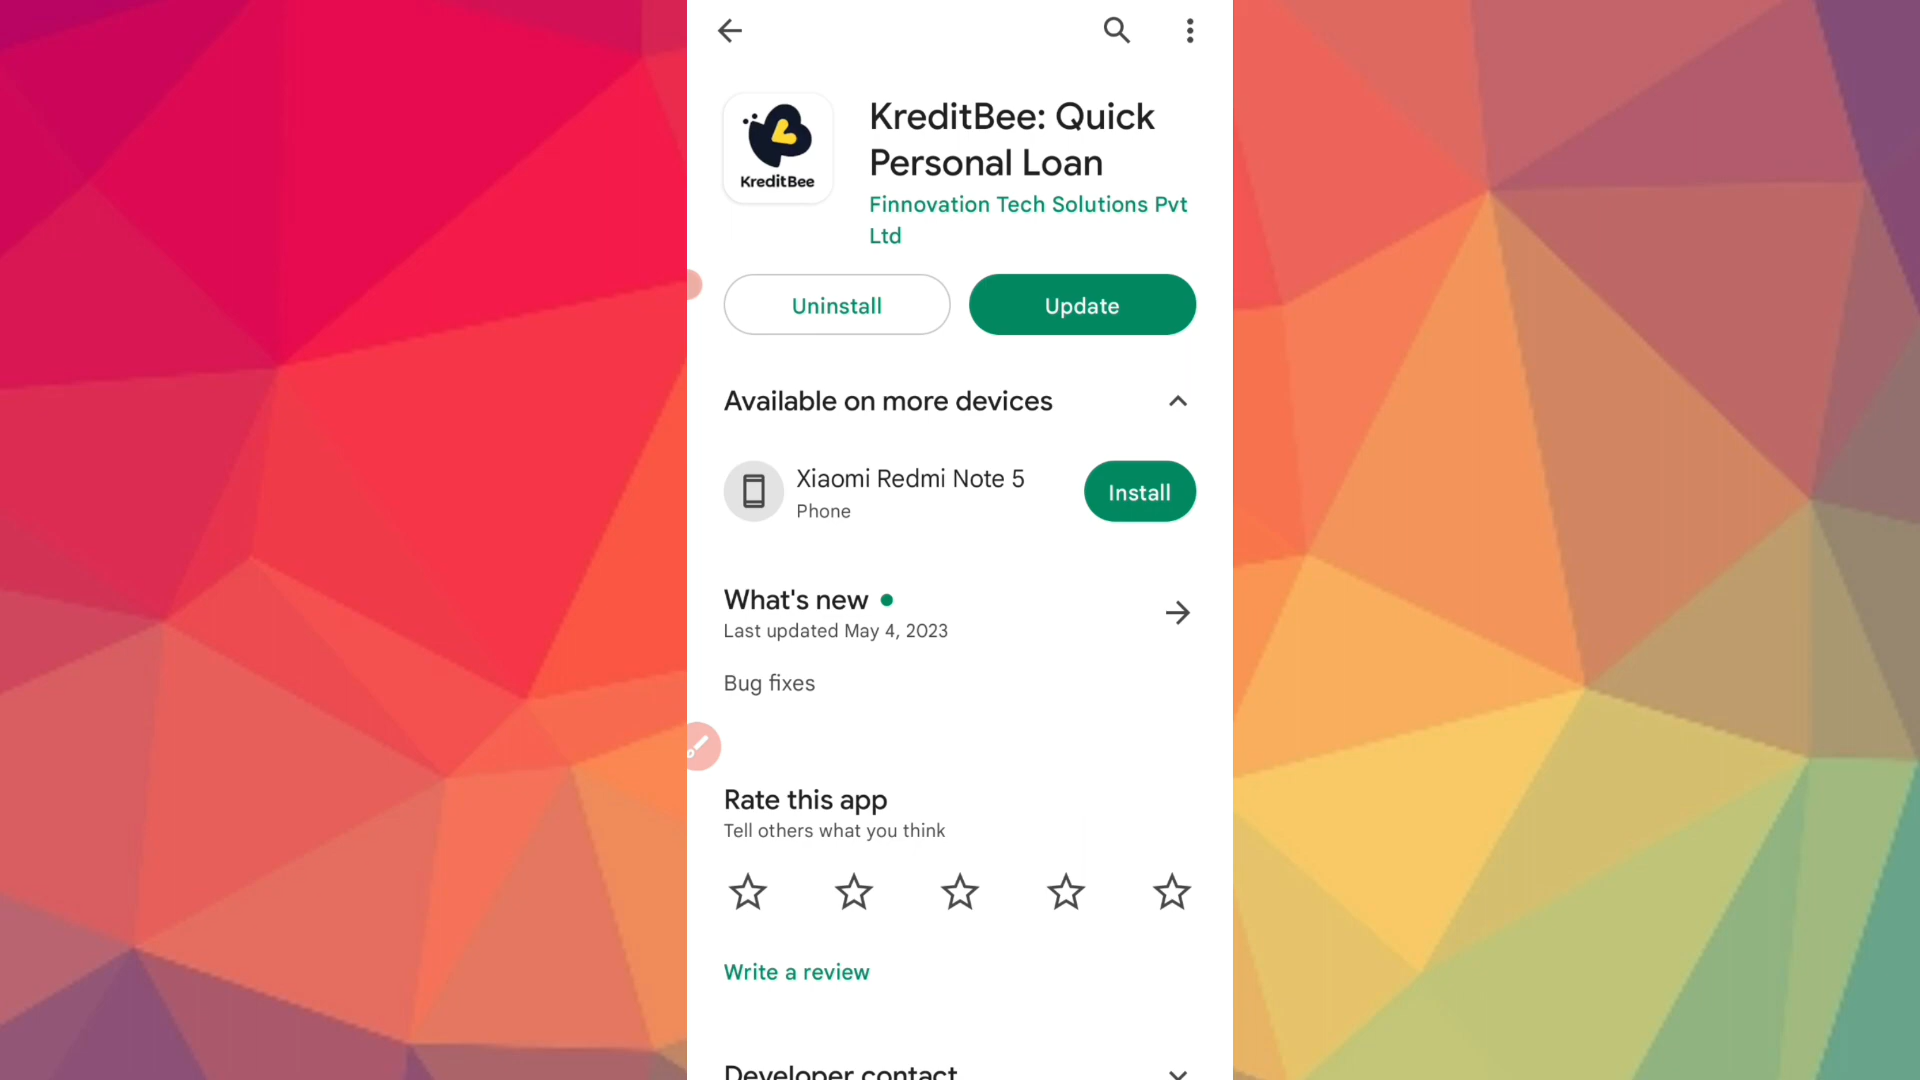 KreditBee: Quick
Personal Loan
KreditBee
Finnovation Tech Solutions Pvt
Ltd
Uninstall
Update
Available on more devices
Xiaomi Redmi Note 5
Phone
Install
What's new
Last updated May 4, 2023
Bug fixes
Rate this app
Tell others what you think
Write a review
Developer contact